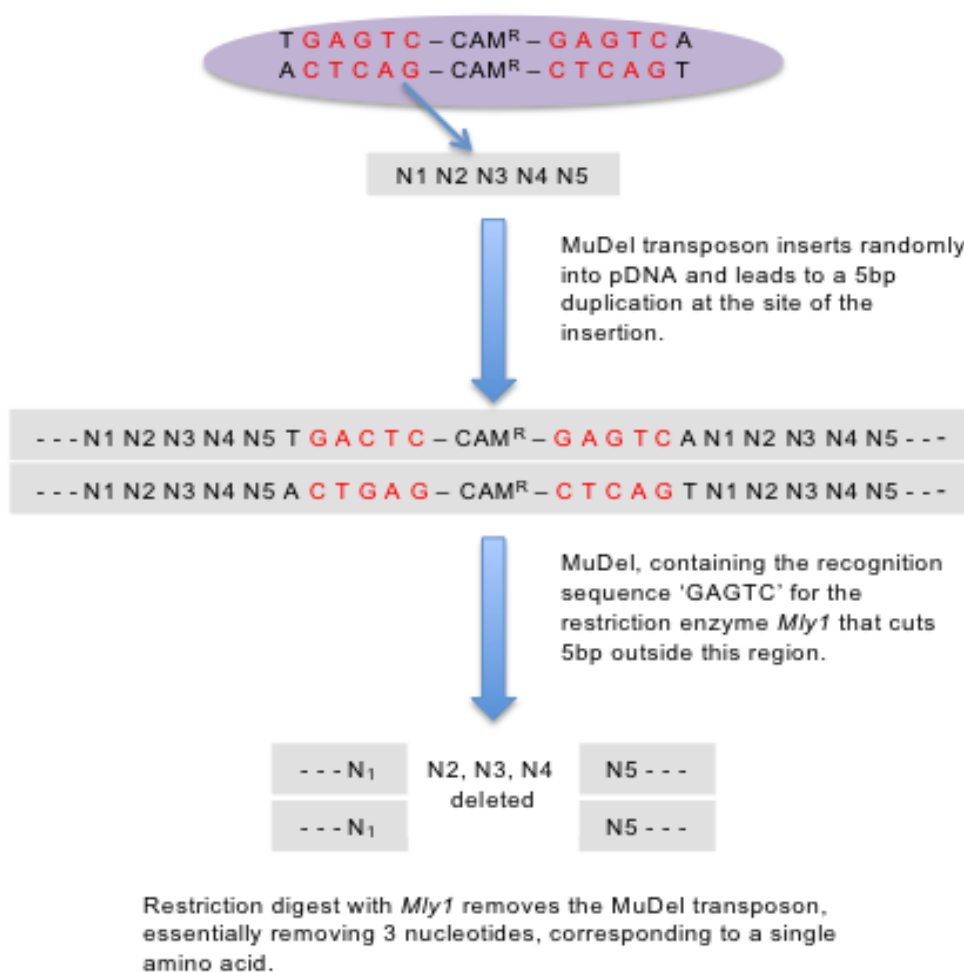 T G A G T C – CAMᴿ – G A G T C A
A C T C A G – CAMᴿ – C T C A G T
N1 N2 N3 N4 N5
MuDel transposon inserts randomly
into pDNA and leads to a 5bp
duplication at the site of the
insertion.
- - - N1 N2 N3 N4 N5 T G A C T C – CAMᴿ – G A G T C A N1 N2 N3 N4 N5 - - -
- - - N1 N2 N3 N4 N5 A C T G A G – CAMᴿ – C T C A G T N1 N2 N3 N4 N5 - - -
MuDel, containing the recognition
sequence ‘GAGTC’ for the
restriction enzyme Mly1 that cuts
5bp outside this region.
- - - N₁ N2, N3, N4 N5 - - -
deleted
- - - N₁ N5 - - -
Restriction digest with Mly1 removes the MuDel transposon,
essentially removing 3 nucleotides, corresponding to a single
amino acid.